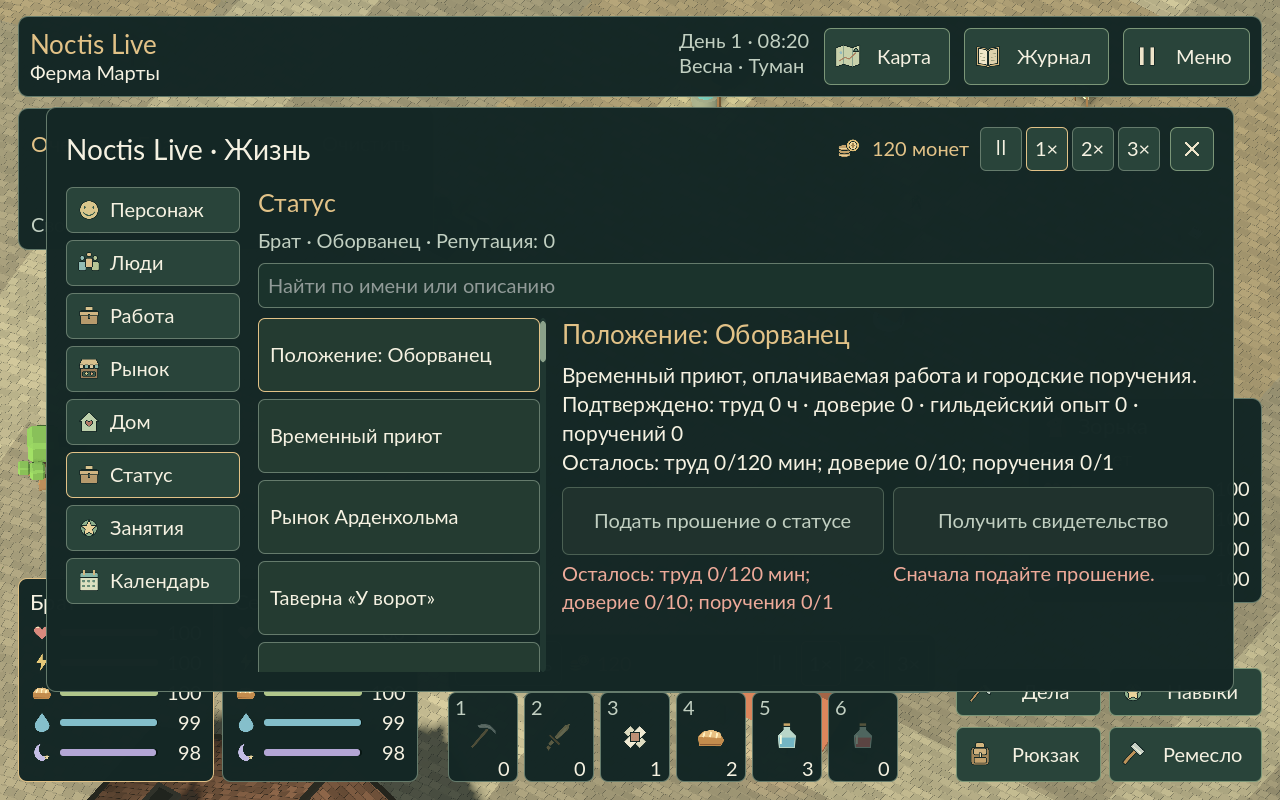 Noctis Live
Ферма Марты
День 1 · 08:20
Весна · Туман
Карта
Журнал
Меню
Noctis Live · Жизнь
120 монет
1×
2×
3×
Персонаж
Люди
Работа
Рынок
Дом
Статус
Занятия
Календарь
Статус
Брат · Оборванец · Репутация: 0
Найти по имени или описанию
Положение: Оборванец
Временный приют
Рынок Арденхольма
Таверна «У ворот»
Положение: Оборванец
Временный приют, оплачиваемая работа и городские поручения.
Подтверждено: труд 0 ч · доверие 0 · гильдейский опыт 0 ·
поручений 0
Осталось: труд 0/120 мин; доверие 0/10; поручения 0/1
Подать прошение о статусе
Получить свидетельство
Осталось: труд 0/120 мин;
доверие 0/10; поручения 0/1
Сначала подайте прошение.
100
99
98
100
99
98
1
0
2
0
3
1
4
2
5
3
6
0
Дела
Навыки
Рюкзак
Ремесло